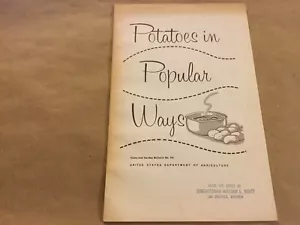 Potatoes in
Popular
Ways
Home and Garden Bulletin No.
UNITED STATES DEPARTMENT OF AGRICULTURE